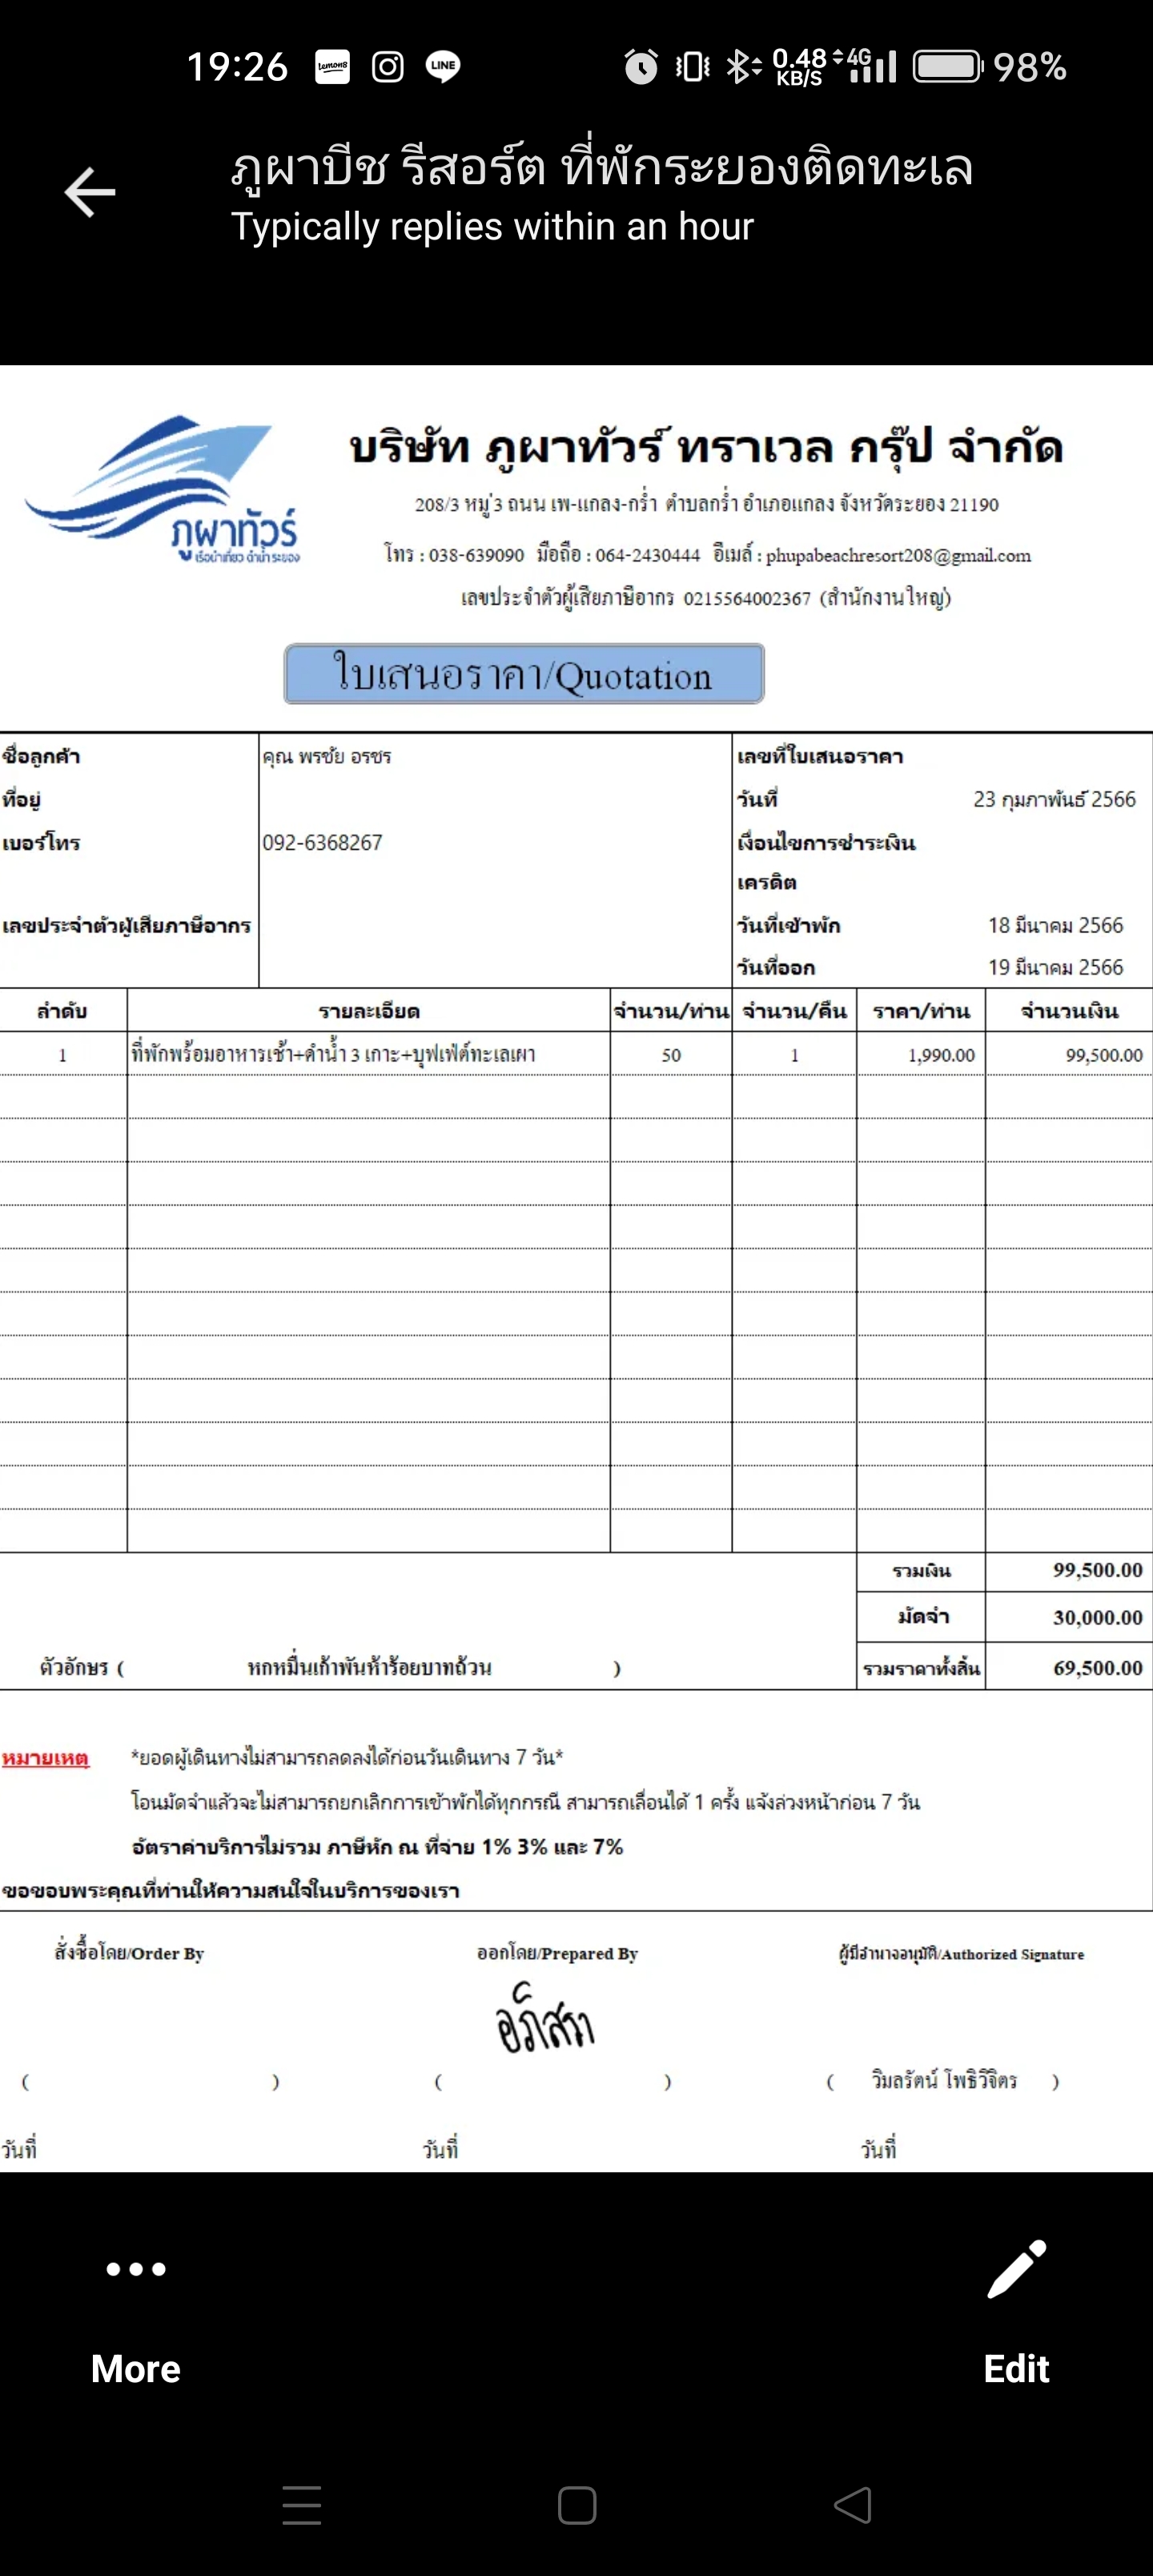 19:26 lemon8 LINE 0.48 KB/S 4G 98%
ภูผาบีช รีสอร์ต ที่พักระยองติดทะเล
Typically replies within an hour
ภูผาทัวร์
เรือนำเที่ยว ดำน้ำ ระยอง
บริษัท ภูผาทัวร์ ทราเวล กรุ๊ป จำกัด
208/3 หมู่ 3 ถนน เพ-แกลง-กร่ำ ตำบลกร่ำ อำเภอแกลง จังหวัดระยอง 21190
โทร : 038-639090 มือถือ : 064-2430444 อีเมล์ : phupabeachresort208@gmail.com
เลขประจำตัวผู้เสียภาษีอากร 0215564002367 (สำนักงานใหญ่)
ใบเสนอราคา/Quotation
ชื่อลูกค้า คุณ พรชัย อรชร เลขที่ใบเสนอราคา
ที่อยู่ วันที่ 23 กุมภาพันธ์ 2566
เบอร์โทร 092-6368267 เงื่อนไขการชำระเงิน
เครดิต
เลขประจำตัวผู้เสียภาษีอากร วันที่เข้าพัก 18 มีนาคม 2566
วันที่ออก 19 มีนาคม 2566
ลำดับ รายละเอียด จำนวน/ท่าน จำนวน/คืน ราคา/ท่าน จำนวนเงิน
1 ที่พักพร้อมอาหารเช้า+ดำน้ำ 3 เกาะ+บุฟเฟ่ต์ทะเลเผา 50 1 1,990.00 99,500.00
รวมเงิน 99,500.00
มัดจำ 30,000.00
ตัวอักษร ( หกหมื่นเก้าพันห้าร้อยบาทถ้วน ) รวมราคาทั้งสิ้น 69,500.00
หมายเหตุ *ยอดผู้เดินทางไม่สามารถลดลงได้ก่อนวันเดินทาง 7 วัน*
โอนมัดจำแล้วจะไม่สามารถยกเลิกการเข้าพักได้ทุกกรณี สามารถเลื่อนได้ 1 ครั้ง แจ้งล่วงหน้าก่อน 7 วัน
อัตราค่าบริการไม่รวม ภาษีหัก ณ ที่จ่าย 1% 3% และ 7%
ขอขอบพระคุณที่ท่านให้ความสนใจในบริการของเรา
สั่งซื้อโดย/Order By ออกโดย/Prepared By ผู้มีอำนาจอนุมัติ/Authorized Signature
( ) ( ) ( วิมลรัตน์ โพธิวิจิตร )
วันที่ วันที่ วันที่
More Edit